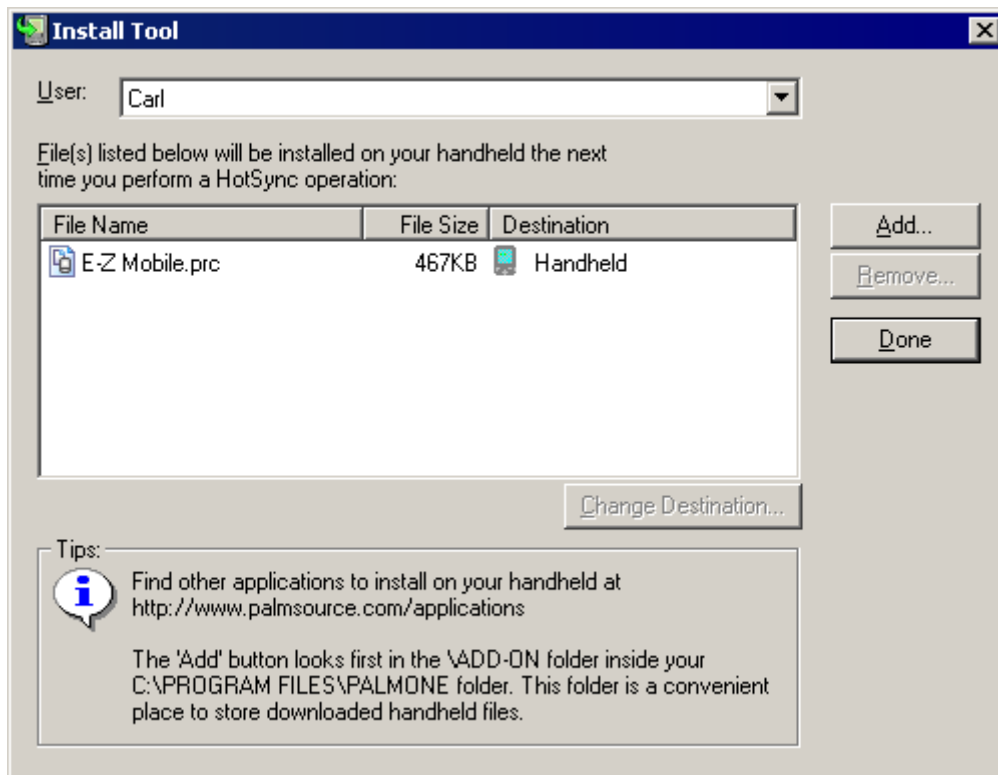 Install Tool
User: Carl
File(s) listed below will be installed on your handheld the next
time you perform a HotSync operation:
File Name File Size Destination
E-Z Mobile.prc 467KB Handheld
Add...
Remove...
Done
Change Destination...
Tips:
Find other applications to install on your handheld at
http://www.palmsource.com/applications
The 'Add' button looks first in the \ADD-ON folder inside your
C:\PROGRAM FILES\PALMONE folder. This folder is a convenient
place to store downloaded handheld files.